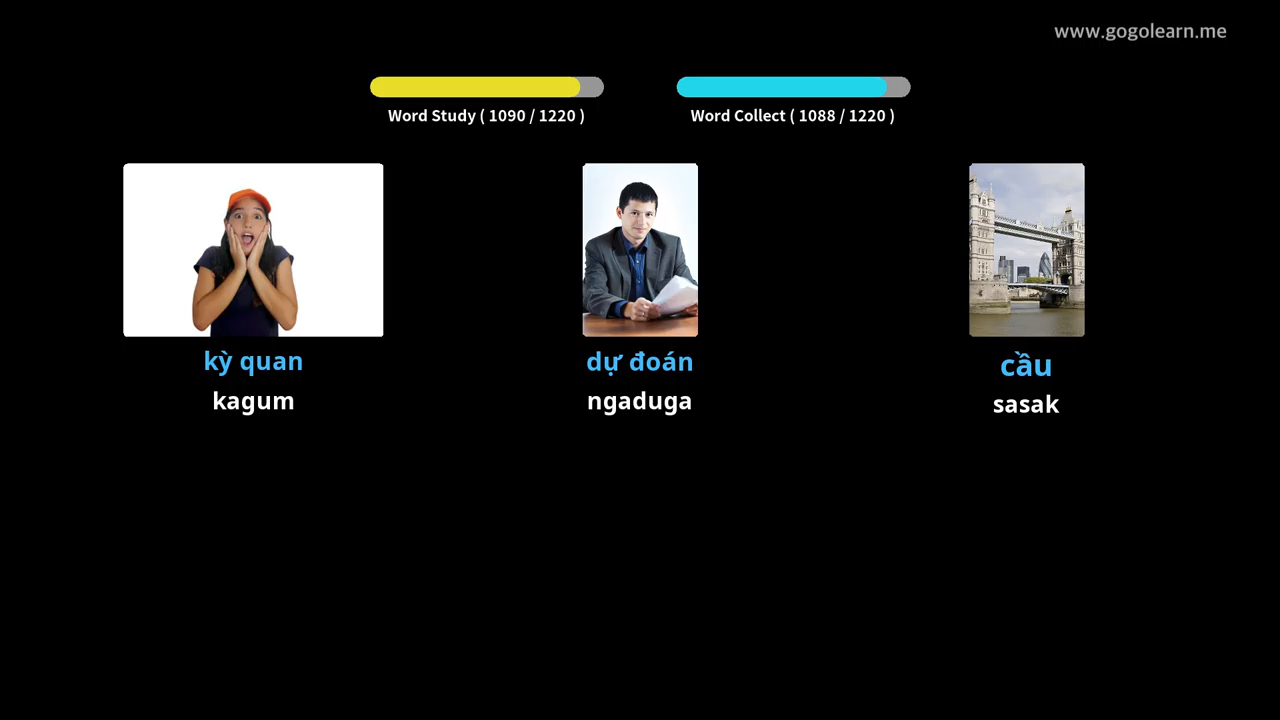 www.gogolearn.me
Word Study ( 1090 / 1220 )
Word Collect ( 1088 / 1220 )
kỳ quan
kagum
dự đoán
ngaduga
cầu
sasak